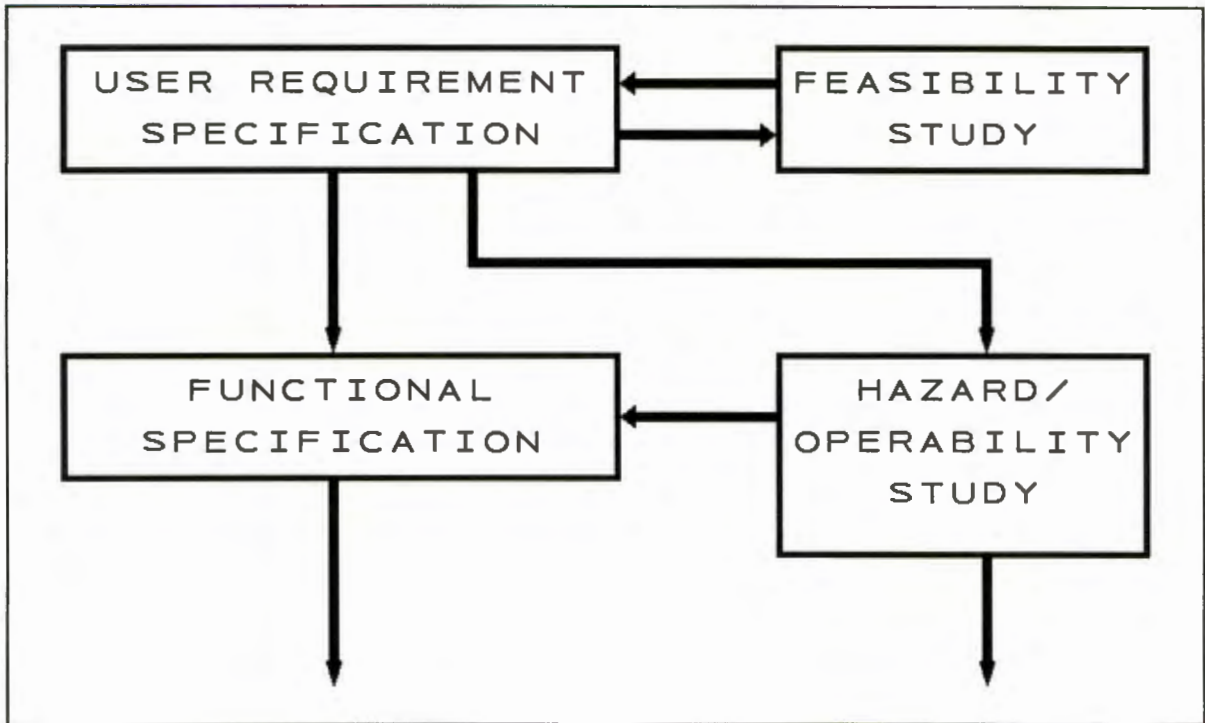 USER REQUIREMENT
SPECIFICATION
FEASIBILITY
STUDY
FUNCTIONAL
SPECIFICATION
HAZARD/
OPERABILITY
STUDY